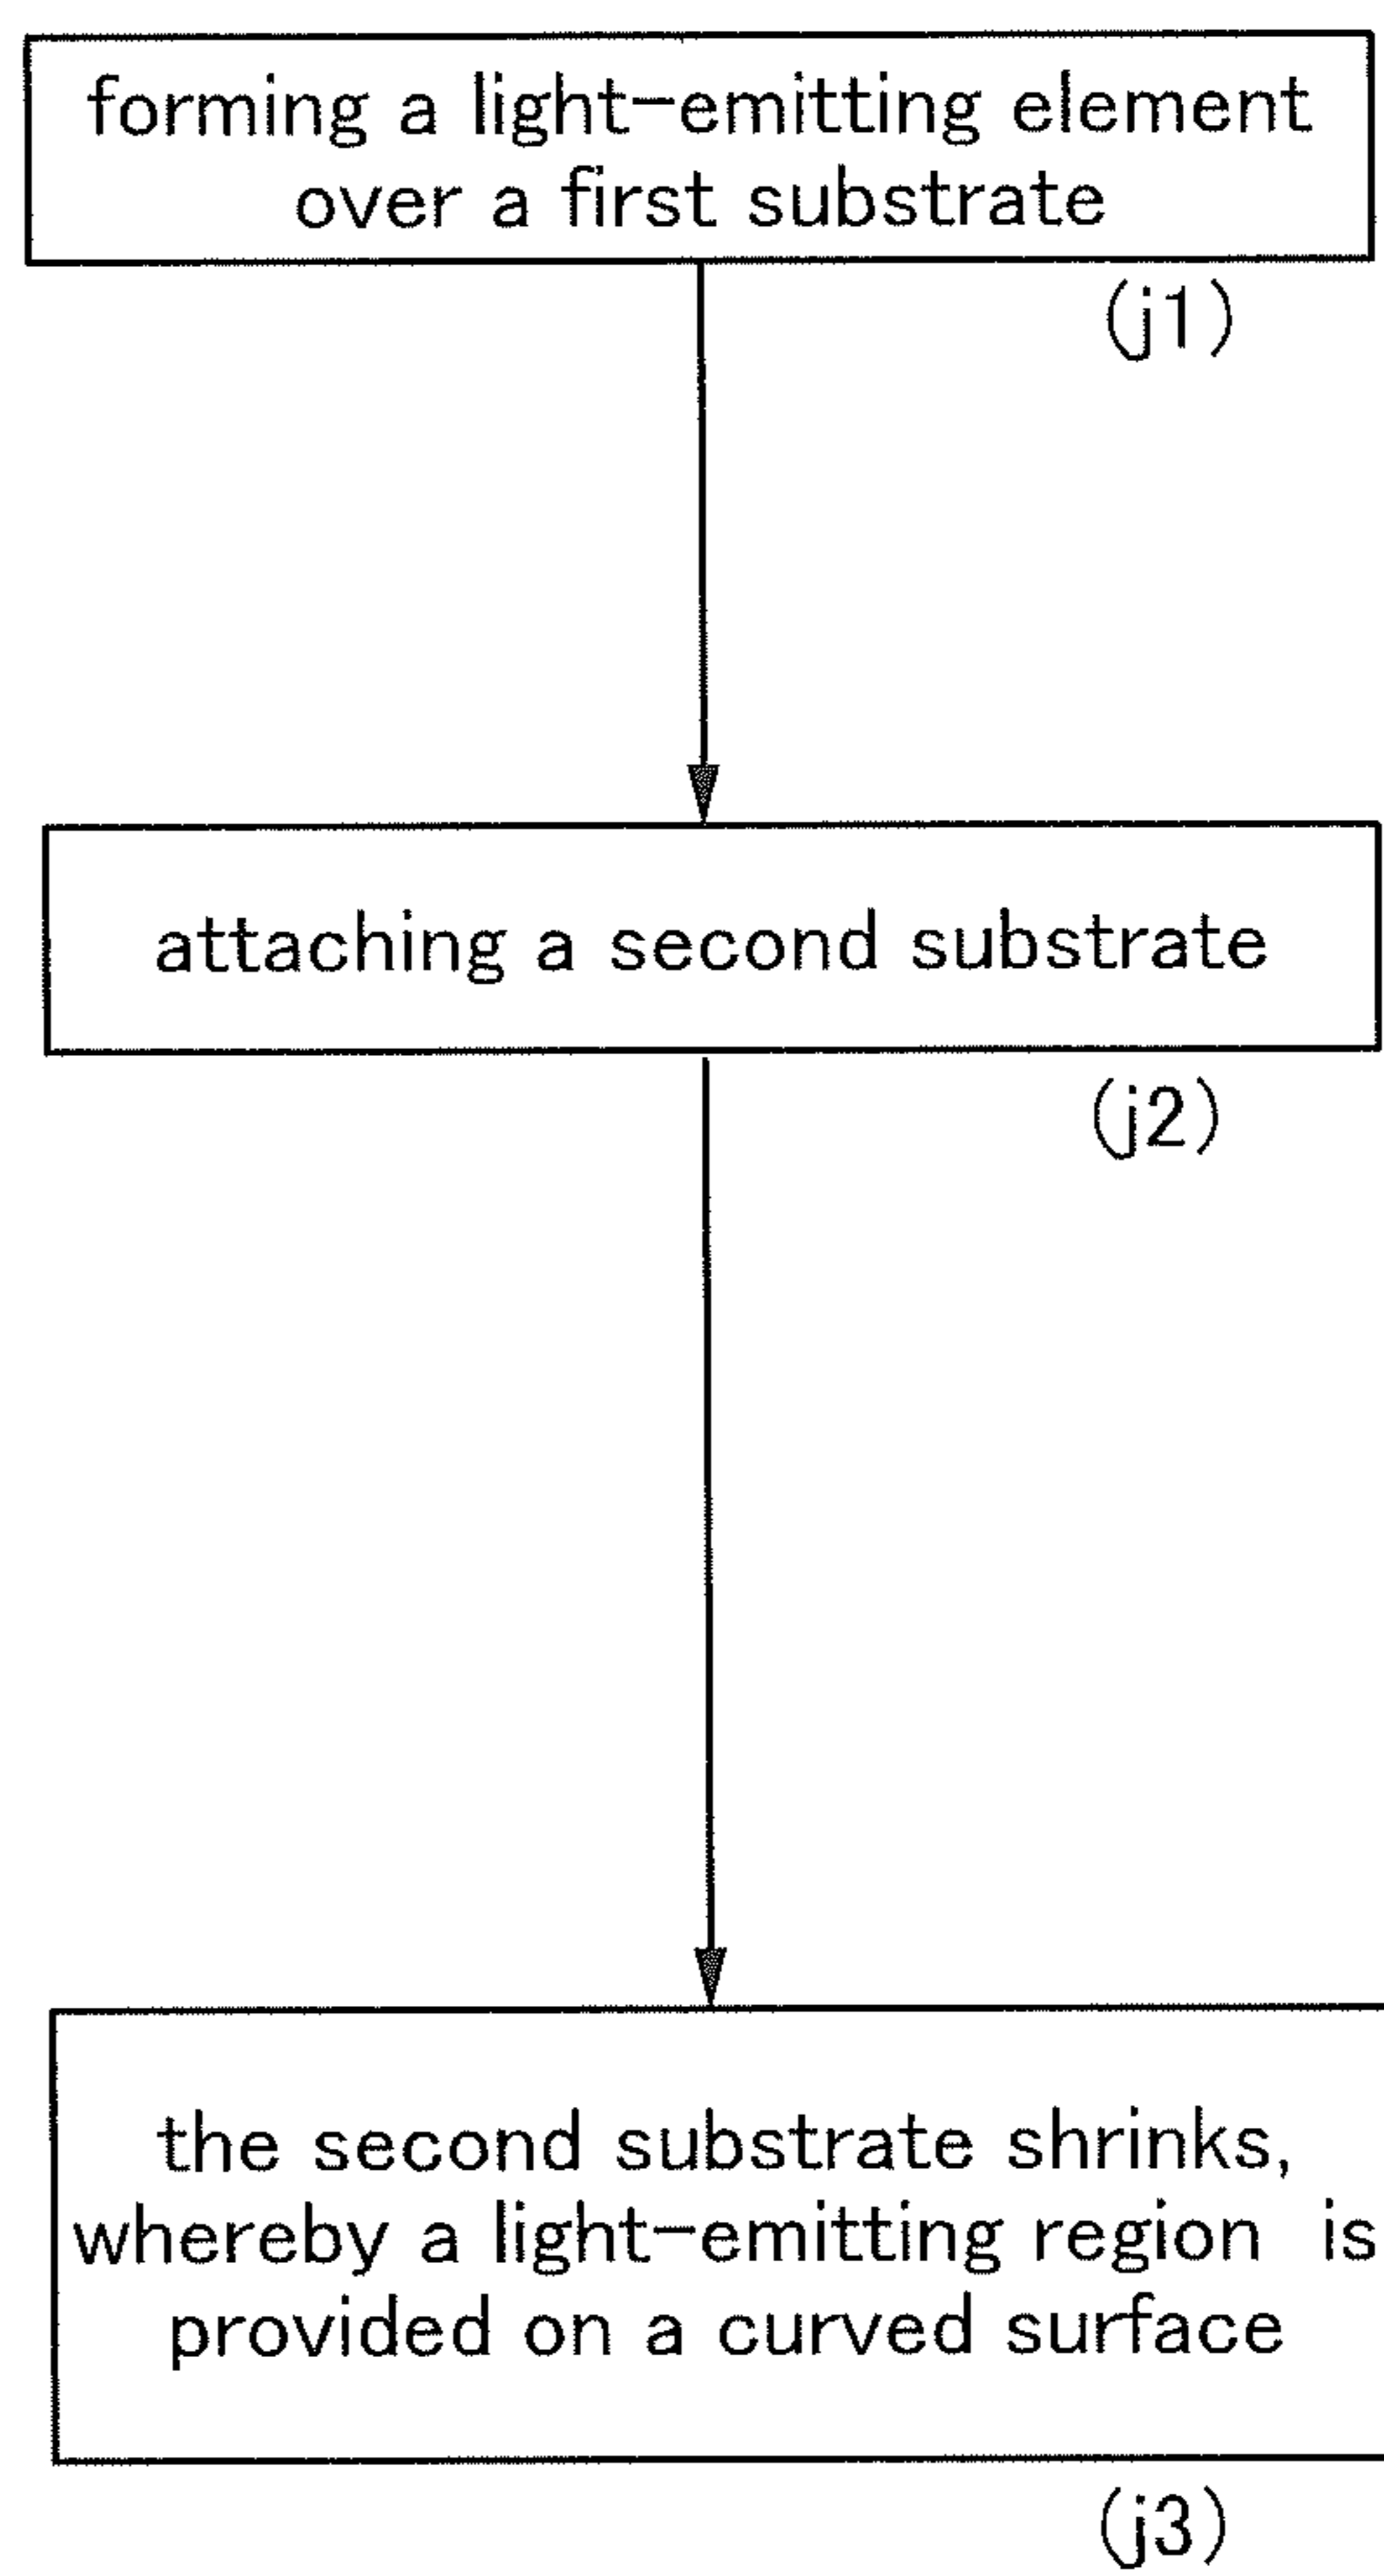 forming a light-emitting element
over a first substrate
(j1)
attaching a second substrate
(j2)
the second substrate shrinks,
whereby a light-emitting region is
provided on a curved surface
(j3)